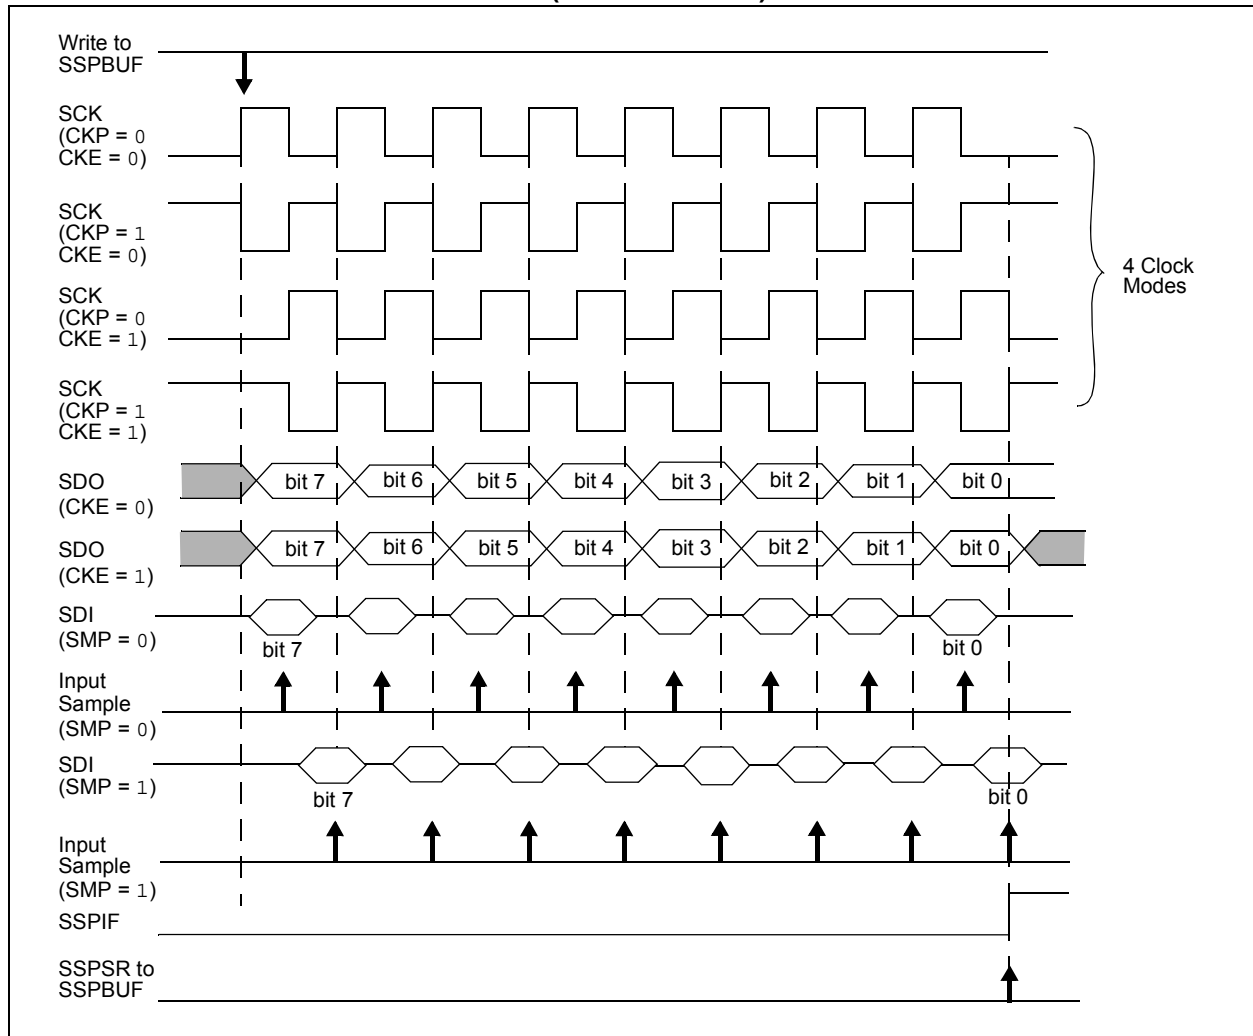 Write to
SSPBUF
SCK
(CKP = 0
CKE = 0)
SCK
(CKP = 1
CKE = 0)
SCK
(CKP = 0
CKE = 1)
SCK
(CKP = 1
CKE = 1)
4 Clock
Modes
SDO
(CKE = 0)
bit 7 bit 6 bit 5 bit 4 bit 3 bit 2 bit 1 bit 0
SDO
(CKE = 1)
bit 7 bit 6 bit 5 bit 4 bit 3 bit 2 bit 1 bit 0
SDI
(SMP = 0)
bit 7 bit 0
Input
Sample
(SMP = 0)
SDI
(SMP = 1)
bit 7 bit 0
Input
Sample
(SMP = 1)
SSPIF
SSPSR to
SSPBUF